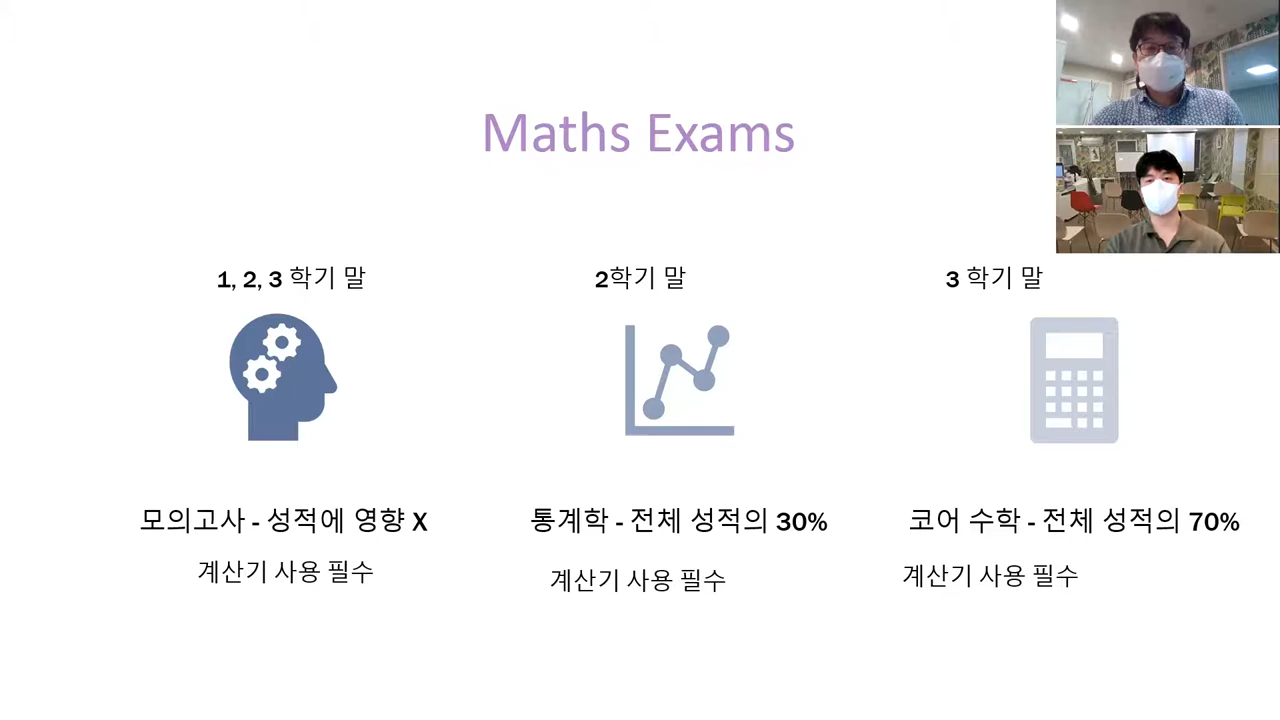 Maths Exams
1, 2, 3 학기 말
2학기 말
3 학기 말
모의고사 - 성적에 영향 X
통계학 - 전체 성적의 30%
코어 수학 - 전체 성적의 70%
계산기 사용 필수
계산기 사용 필수
계산기 사용 필수